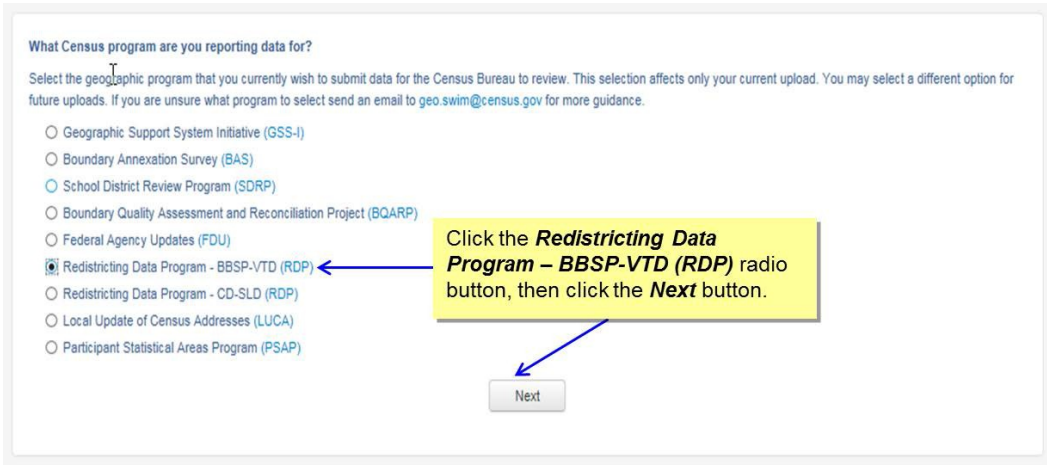 What Census program are you reporting data for?
Select the geographic program that you currently wish to submit data for the Census Bureau to review. This selection affects only your current upload. You may select a different option for
future uploads. If you are unsure what program to select send an email to geo.swim@census.gov for more guidance.
Geographic Support System Initiative (GSS-I)
Boundary Annexation Survey (BAS)
School District Review Program (SDRP)
Boundary Quality Assessment and Reconciliation Project (BQARP)
Federal Agency Updates (FDU)
Redistricting Data Program - BBSP-VTD (RDP)
Redistricting Data Program - CD-SLD (RDP)
Local Update of Census Addresses (LUCA)
Participant Statistical Areas Program (PSAP)
Click the Redistricting Data
Program – BBSP-VTD (RDP) radio
button, then click the Next button.
Next